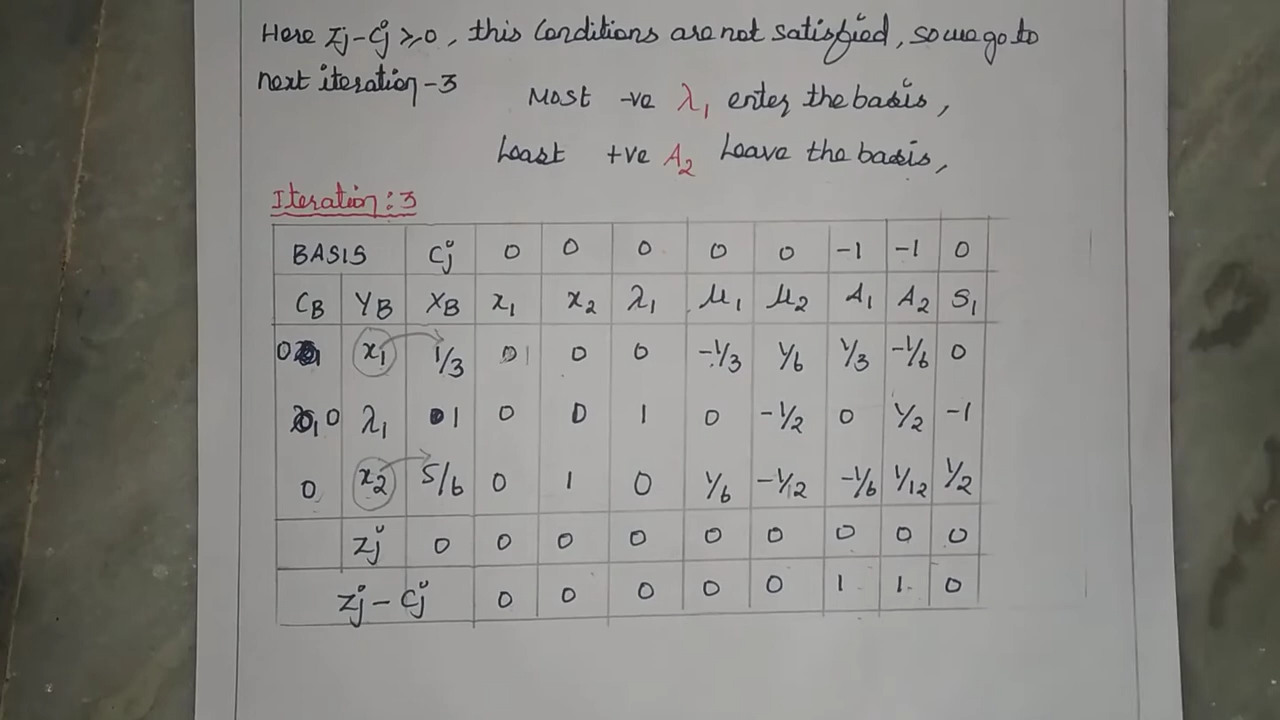 Here Zj-Cj ≥0, this Conditions are not satisfied, so we go to
next iteration-3
Most -ve λ1 enter the basis,
Least +ve A2 Leave the basis,
Iteration: 3
BASIS Cj 0 0 0 0 0 -1 -1 0
CB YB XB x1 x2 λ1 μ1 μ2 A1 A2 S1
0 x1 1/3 1 0 0 -1/3 1/6 1/3 -1/6 0
0 λ1 1 0 0 1 0 -1/2 0 1/2 -1
0 x2 5/6 0 1 0 1/6 -1/12 -1/6 1/12 1/2
Zj 0 0 0 0 0 0 0 0 0
Zj-Cj 0 0 0 0 0 1 1 0